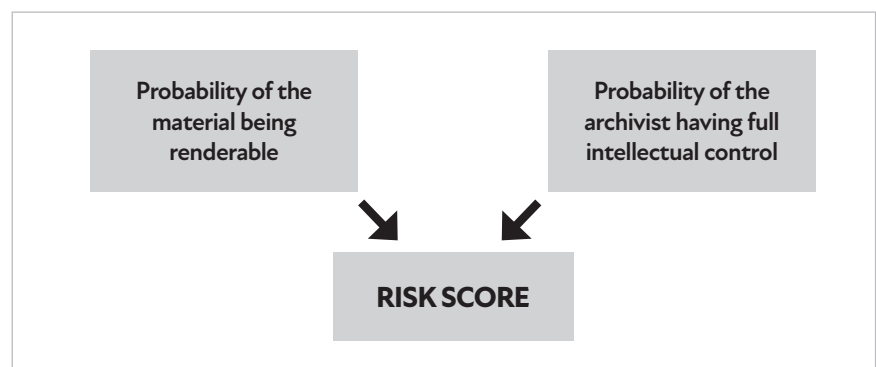 Probability of the
material being
renderable
Probability of the
archivist having full
intellectual control
RISK SCORE